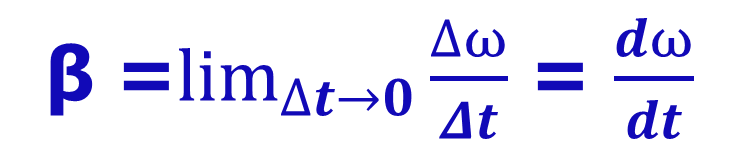 β = lim_{Δt→0} Δω/Δt = dω/dt